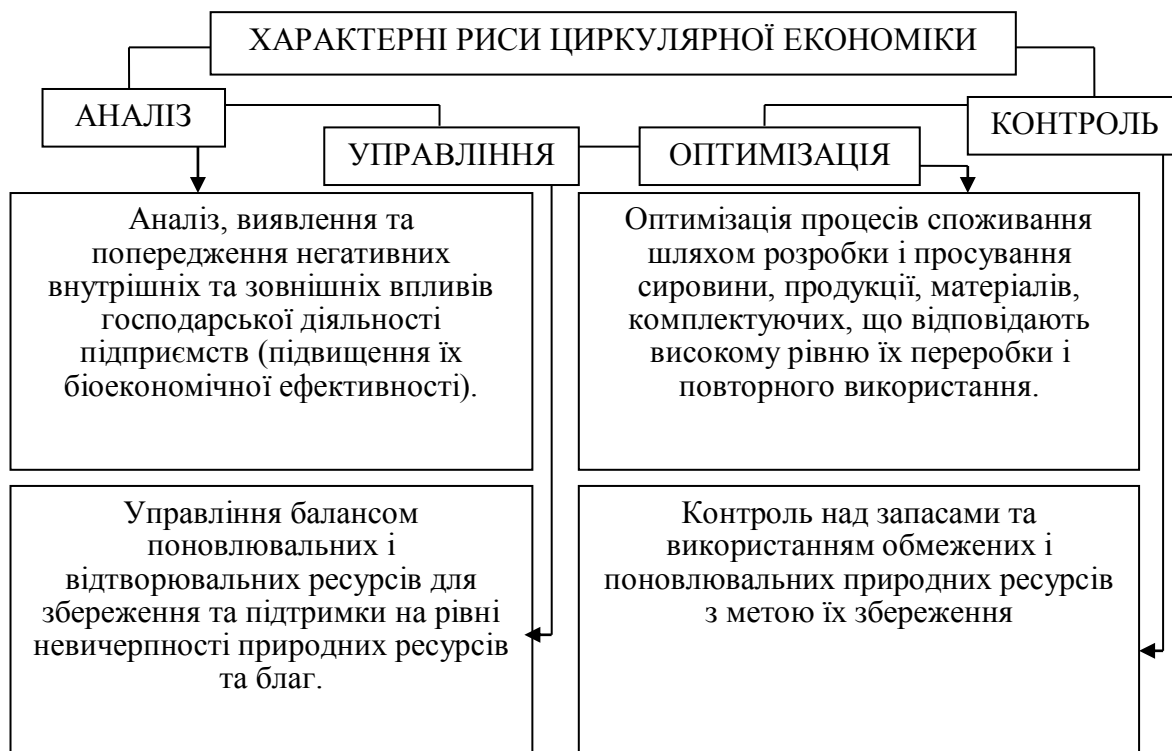 ХАРАКТЕРНІ РИСИ ЦИРКУЛЯРНОЇ ЕКОНОМІКИ
АНАЛІЗ
УПРАВЛІННЯ
ОПТИМІЗАЦІЯ
КОНТРОЛЬ
Аналіз, виявлення та
попередження негативних
внутрішніх та зовнішніх впливів
господарської діяльності
підприємств (підвищення їх
біоекономічної ефективності).
Оптимізація процесів споживання
шляхом розробки і просування
сировини, продукції, матеріалів,
комплектуючих, що відповідають
високому рівню їх переробки і
повторного використання.
Управління балансом
поновлювальних і
відтворювальних ресурсів для
збереження та підтримки на рівні
невичерпності природних ресурсів
та благ.
Контроль над запасами та
використанням обмежених і
поновлювальних природних ресурсів
з метою їх збереження